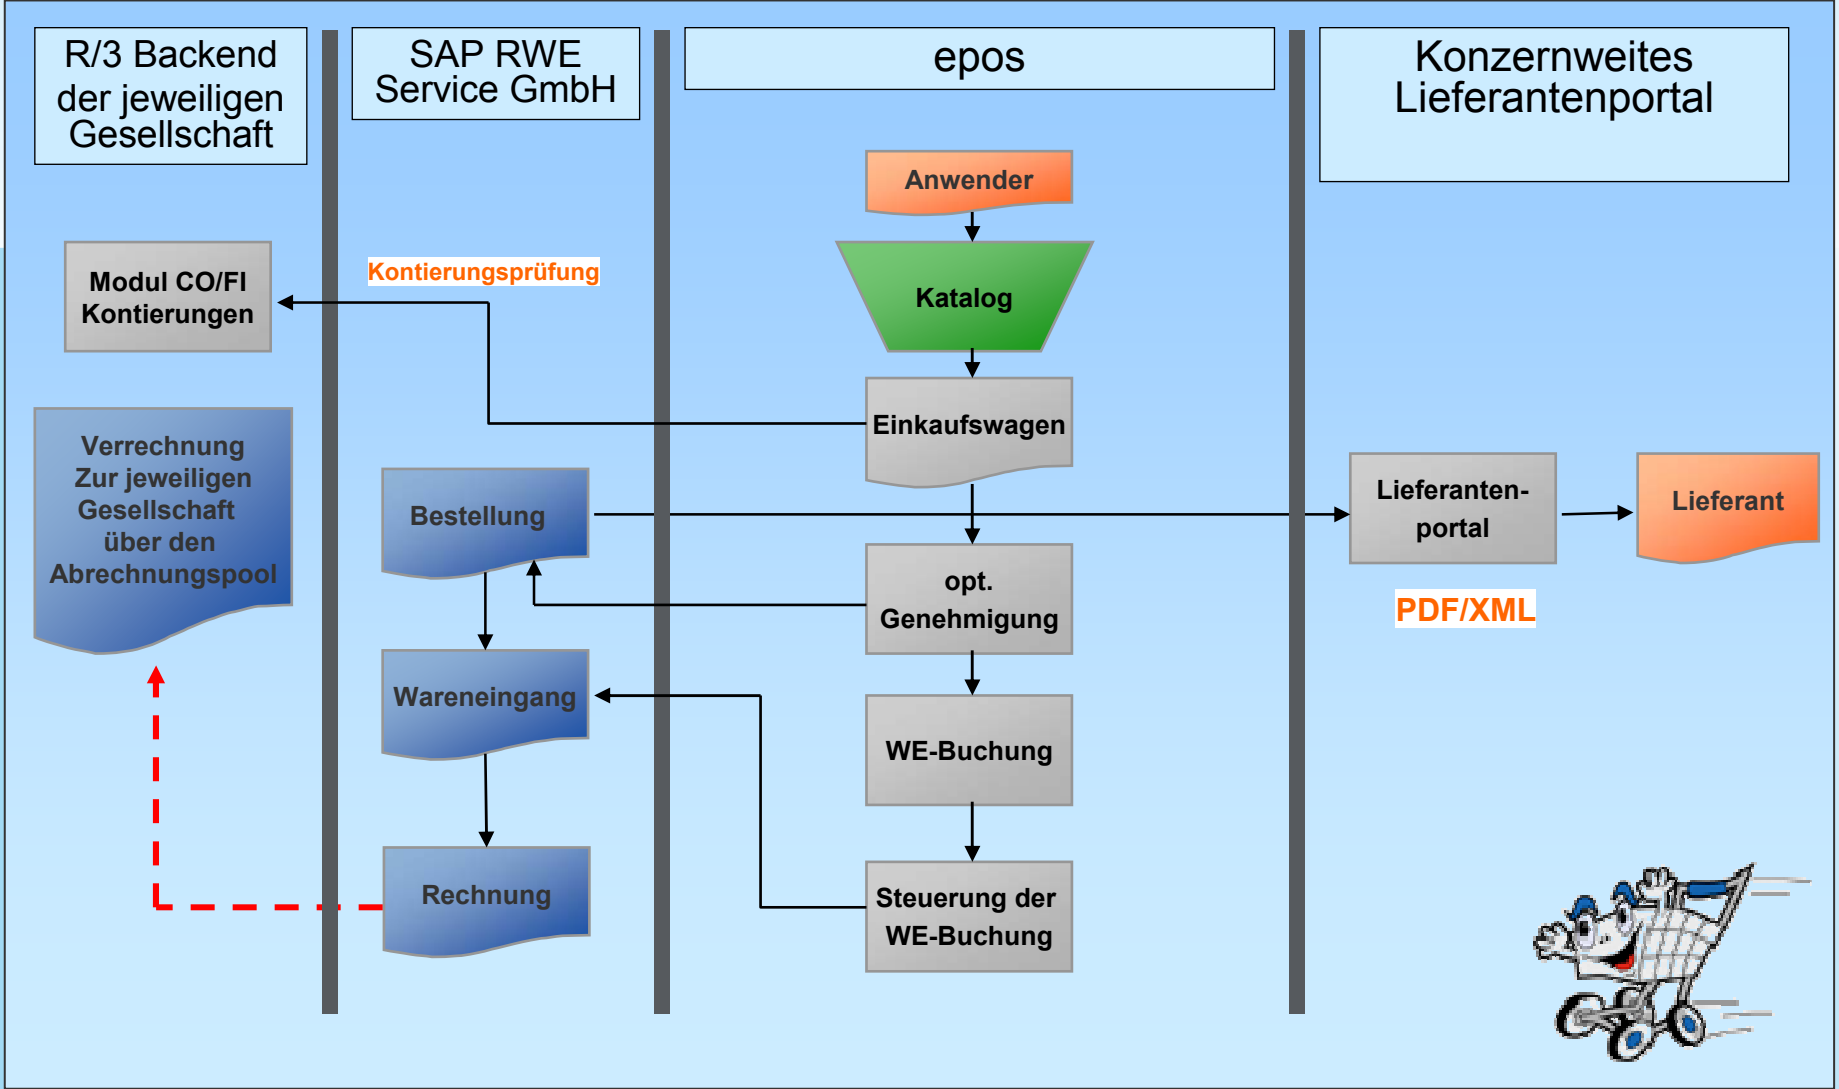 R/3 Backend
der jeweiligen
Gesellschaft
SAP RWE
Service GmbH
epos
Konzernweites
Lieferantenportal
Anwender
Kontierungsprüfung
Modul CO/FI
Kontierungen
Katalog
Einkaufswagen
Verrechnung
Zur jeweiligen
Gesellschaft
über den
Abrechnungspool
Bestellung
Lieferanten-
portal
Lieferant
opt.
Genehmigung
PDF/XML
Wareneingang
WE-Buchung
Rechnung
Steuerung der
WE-Buchung